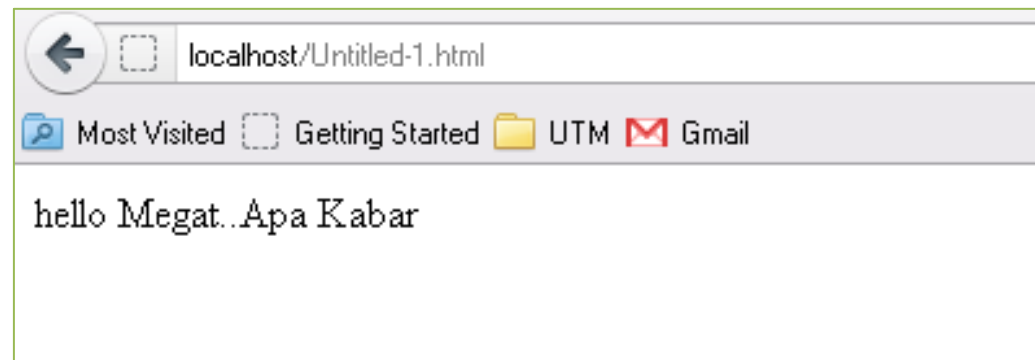 localhost/Untitled-1.html
Most Visited Getting Started UTM Gmail
hello Megat..Apa Kabar